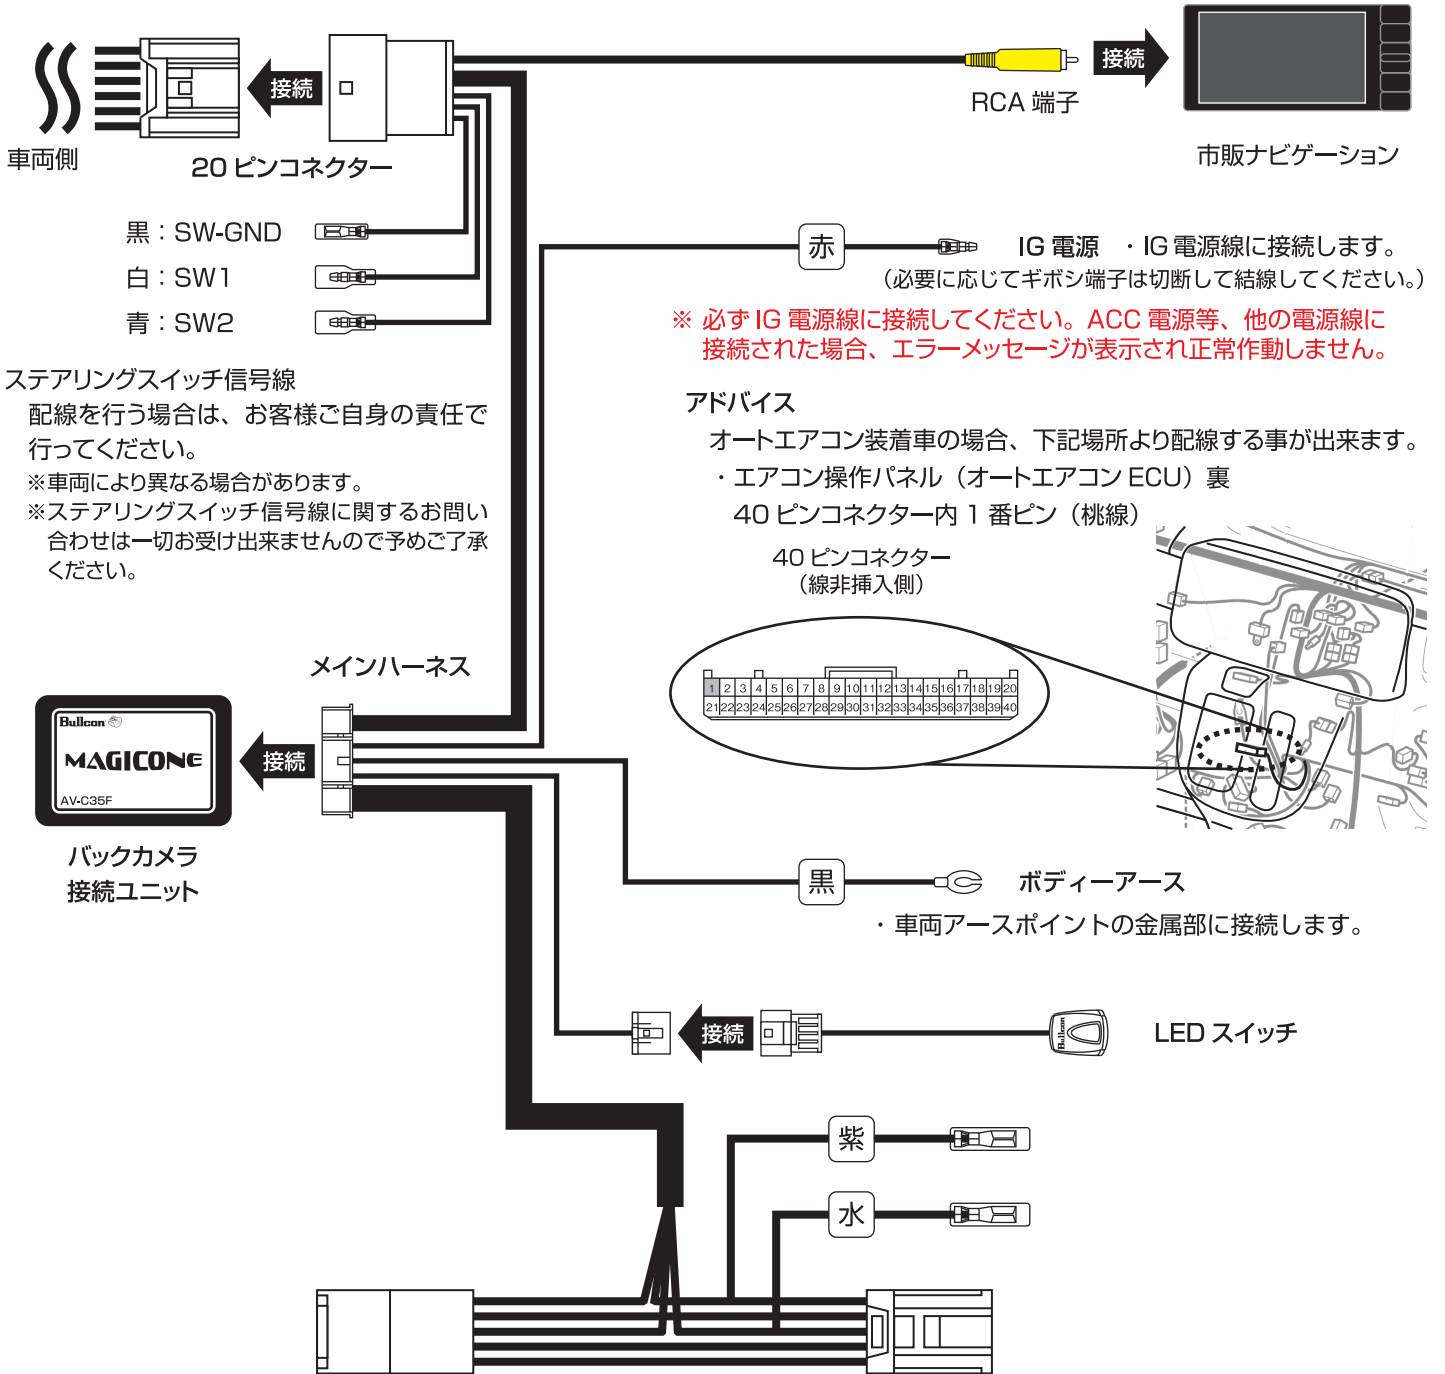 接続
接続
RCA 端子
車両側
20 ピンコネクター
市販ナビゲーション
黒：SW-GND
白：SW1
青：SW2
赤
IG 電源 ・IG 電源線に接続します。
（必要に応じてギボシ端子は切断して結線してください。）
※ 必ず IG 電源線に接続してください。ACC 電源等、他の電源線に
接続された場合、エラーメッセージが表示され正常作動しません。
ステアリングスイッチ信号線
配線を行う場合は、お客様ご自身の責任で
行ってください。
※車両により異なる場合があります。
※ステアリングスイッチ信号線に関するお問い
合わせは一切お受け出来ませんので予めご了承
ください。
アドバイス
オートエアコン装着車の場合、下記場所より配線する事が出来ます。
・エアコン操作パネル（オートエアコン ECU）裏
40 ピンコネクター内 1 番ピン（桃線）
40 ピンコネクター
（線非挿入側）
1 2 3 4 5 6 7 8 9 10 11 12 13 14 15 16 17 18 19 20
21 22 23 24 25 26 27 28 29 30 31 32 33 34 35 36 37 38 39 40
メインハーネス
Bullcon
MAGICONE
AV-C35F
接続
バックカメラ
接続ユニット
黒
ボディーアース
・車両アースポイントの金属部に接続します。
接続
Bullcon
LED スイッチ
紫
水